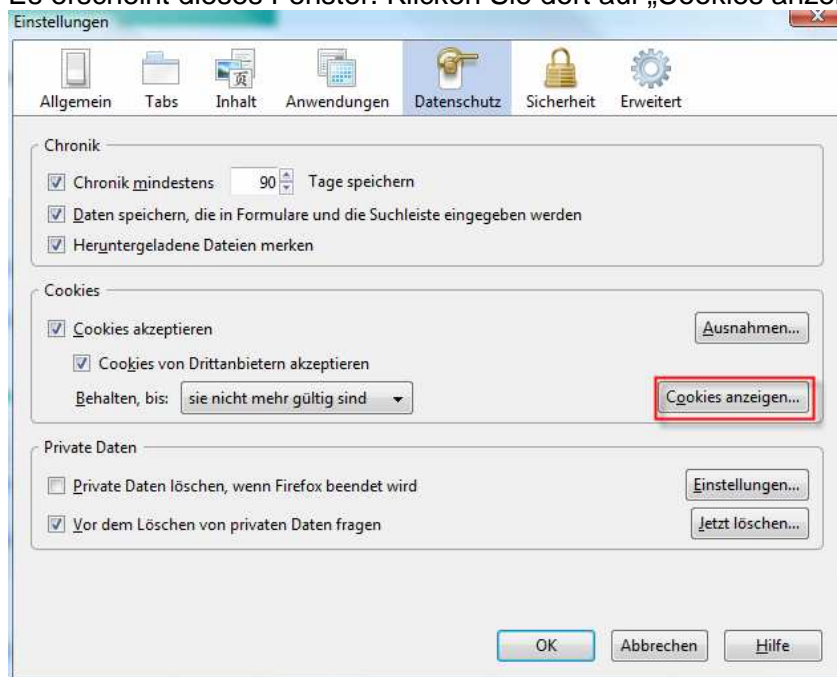 Es erscheint dieses Fenster. Klicken Sie dort auf „Cookies anze
Einstellungen
Allgemein Tabs Inhalt Anwendungen Datenschutz Sicherheit Erweitert
Chronik
Chronik mindestens 90 Tage speichern
Daten speichern, die in Formulare und die Suchleiste eingegeben werden
Heruntergeladene Dateien merken
Cookies
Cookies akzeptieren Ausnahmen...
Cookies von Drittanbietern akzeptieren
Behalten, bis: sie nicht mehr gültig sind Cookies anzeigen...
Private Daten
Private Daten löschen, wenn Firefox beendet wird Einstellungen...
Vor dem Löschen von privaten Daten fragen Jetzt löschen...
OK Abbrechen Hilfe